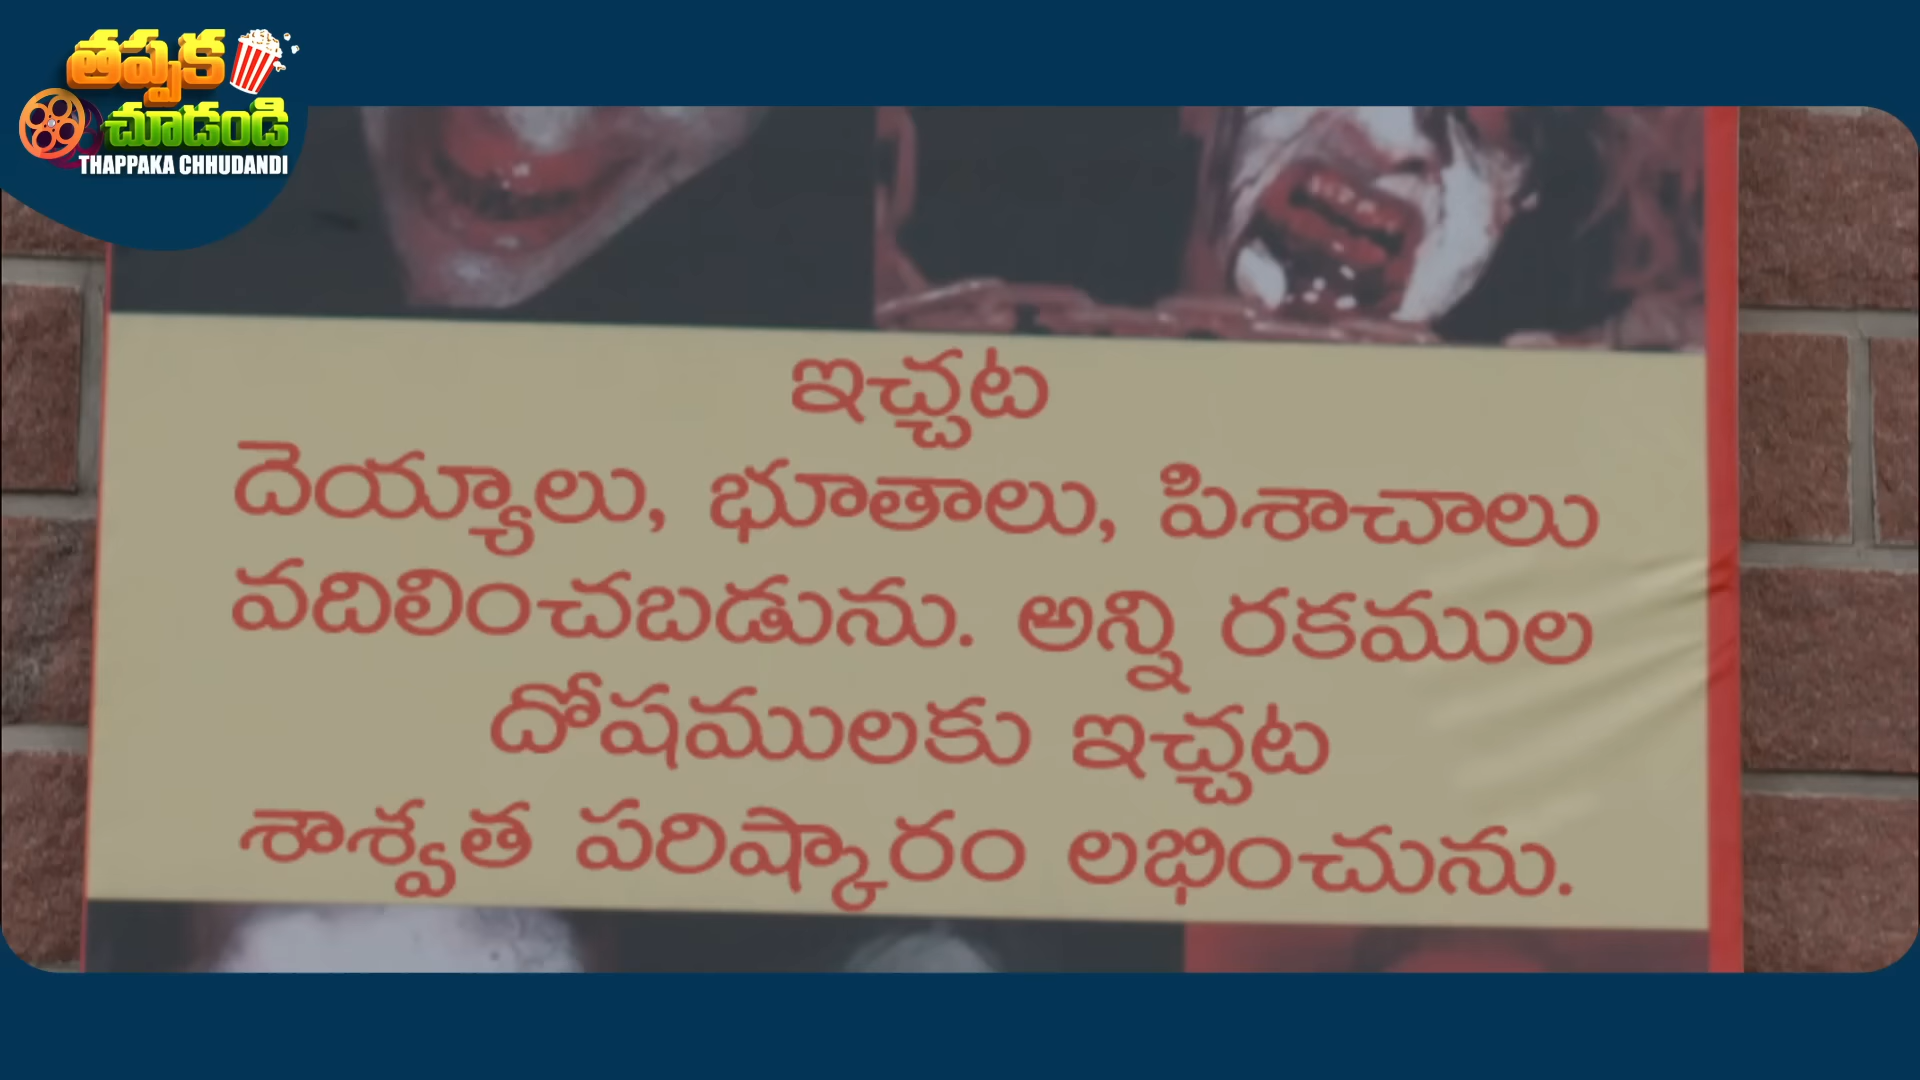 తప్పక
చూడండి
THAPPAKA CHHUDANDI
ఇచ్చట
దెయ్యాలు, భూతాలు, పిశాచాలు
వదిలించబడును. అన్ని రకముల
దోషములకు ఇచ్చట
శాశ్వత పరిష్కారం లభించును.